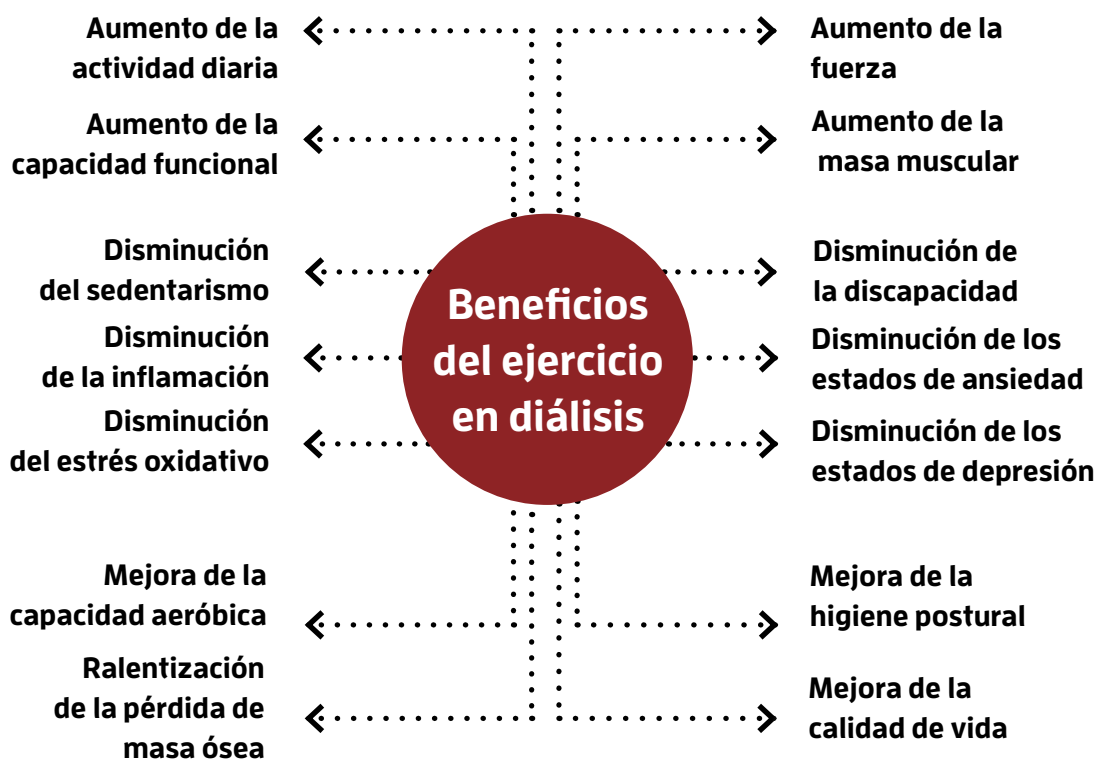 Aumento de la
actividad diaria
Aumento de la
capacidad funcional
Disminución
del sedentarismo
Disminución
de la inflamación
Disminución
del estrés oxidativo
Mejora de la
capacidad aeróbica
Ralentización
de la pérdida de
masa ósea
Beneficios
del ejercicio
en diálisis
Aumento de la
fuerza
Aumento de la
masa muscular
Disminución de
la discapacidad
Disminución de los
estados de ansiedad
Disminución de los
estados de depresión
Mejora de la
higiene postural
Mejora de la
calidad de vida